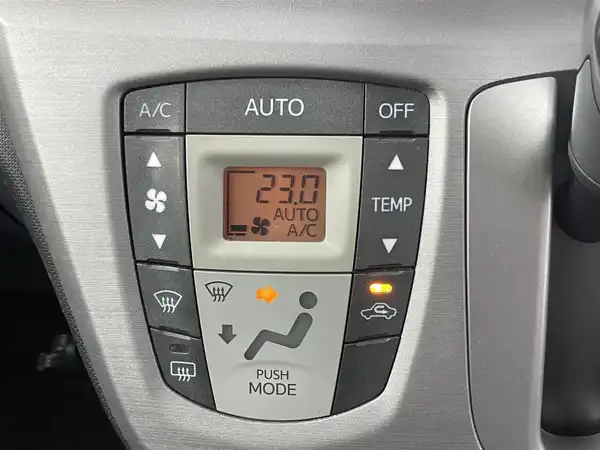 A/C AUTO OFF
23.0
AUTO
A/C
TEMP
PUSH
MODE